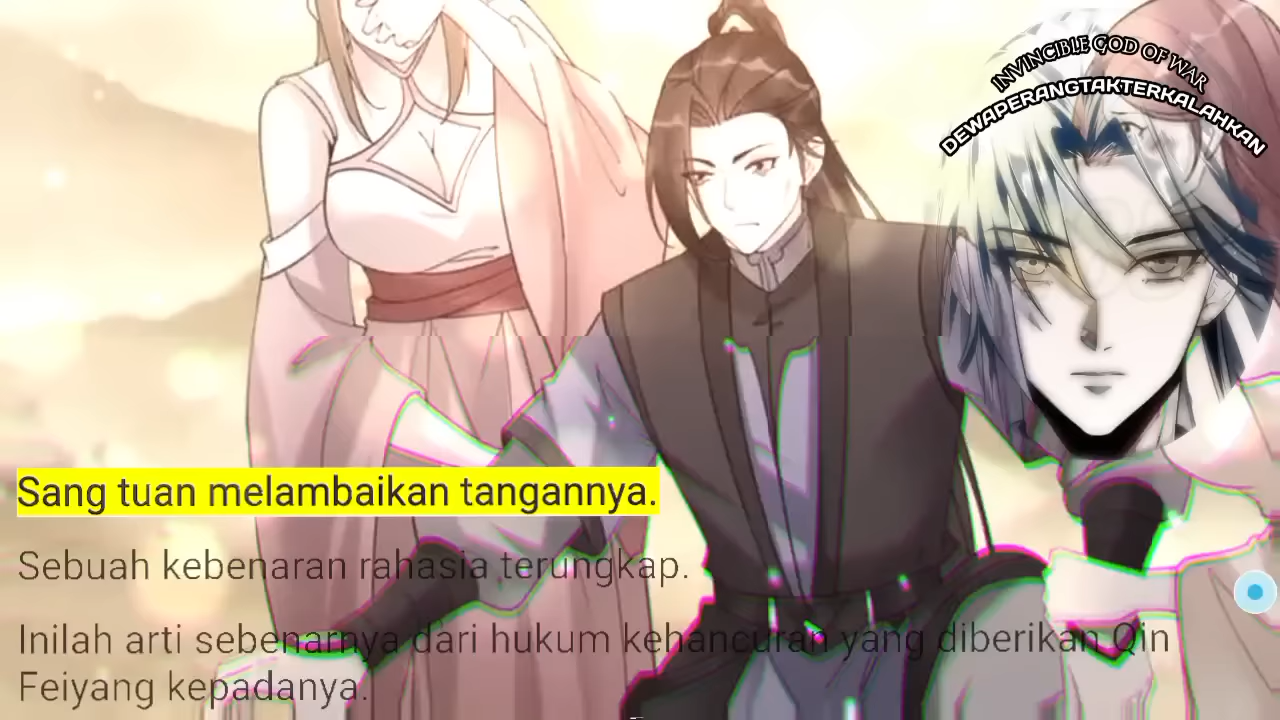 INVINCIBLE GOD OF WAR
DEWAPERANGTAKTERKALAHKAN
Sang tuan melambaikan tangannya.
Sebuah kebenaran rahasia terungkap.
Inilah arti sebenarnya dari hukum kehancuran yang diberikan Qin
Feiyang kepadanya.